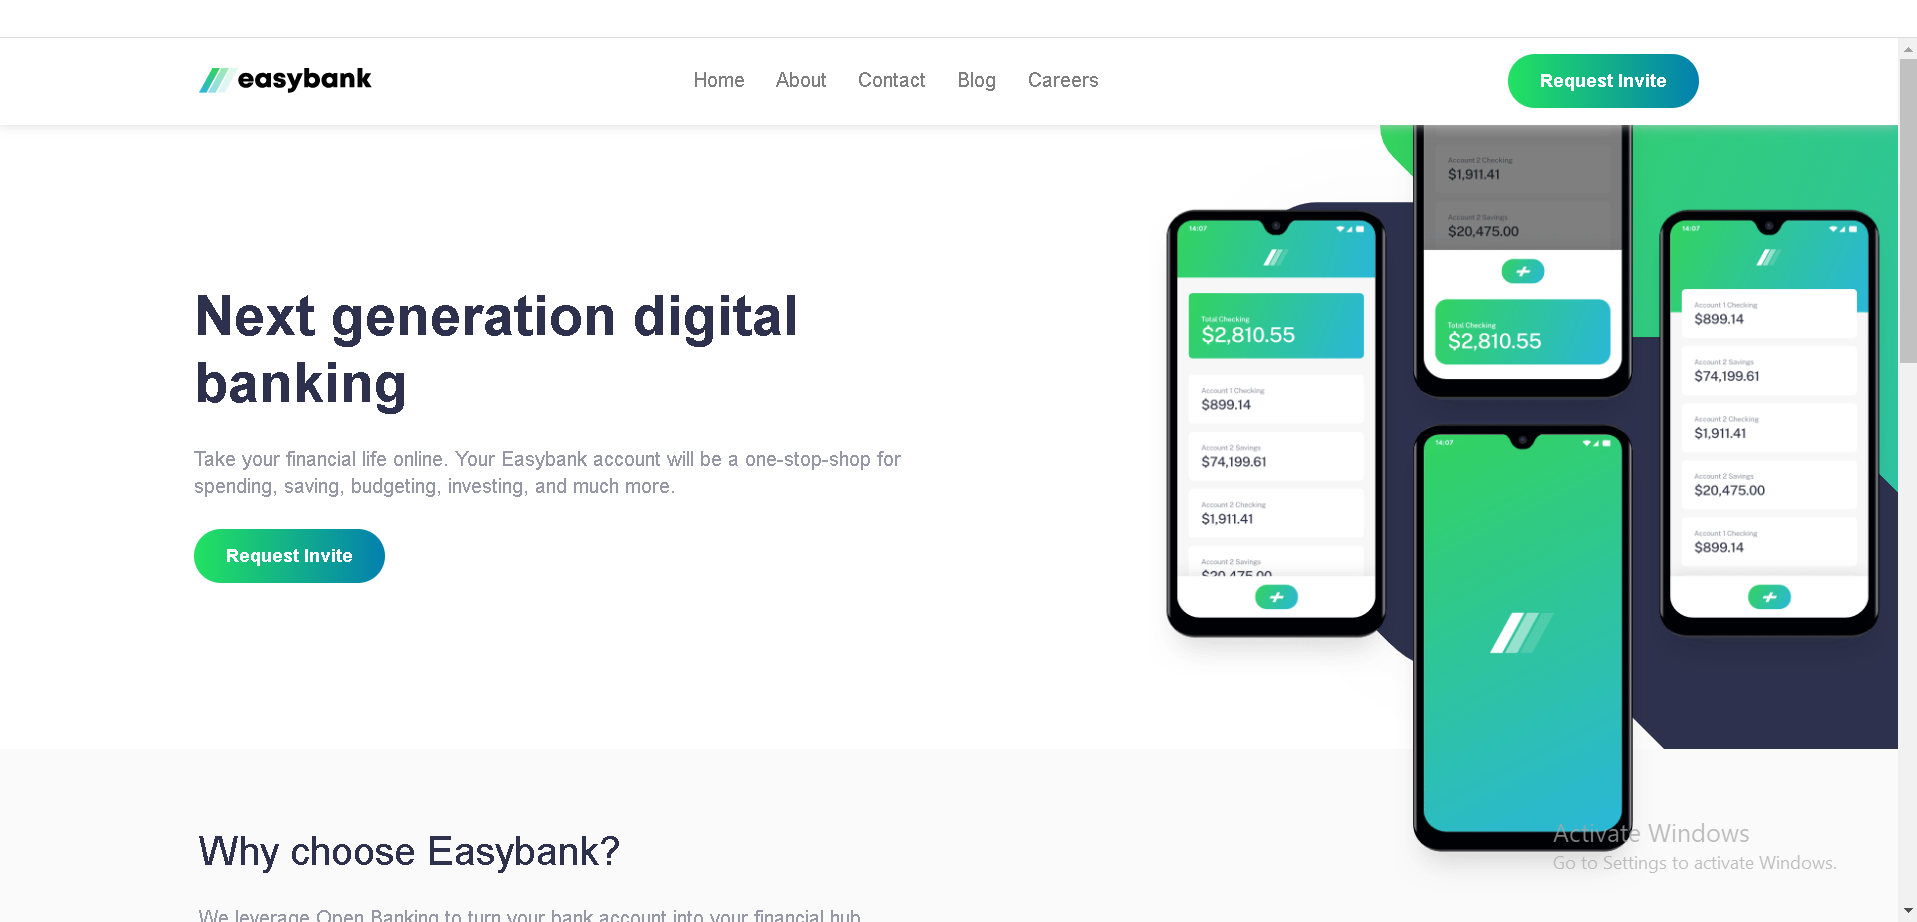 easybank
Home About Contact Blog Careers
Request Invite
Next generation digital
banking
Take your financial life online. Your Easybank account will be a one-stop-shop for
spending, saving, budgeting, investing, and much more.
Request Invite
14:07
Total Checking
$2,810.55
Account 1 Checking
$899.14
Account 2 Savings
$74,199.61
Account 2 Checking
$1,911.41
Account 2 Savings
$20,475.00
Account 2 Checking
$1,911.41
Account 2 Savings
$20,475.00
Total Checking
$2,810.55
14:07
14:07
Account 1 Checking
$899.14
Account 2 Savings
$74,199.61
Account 2 Checking
$1,911.41
Account 2 Savings
$20,475.00
Account 1 Checking
$899.14
Why choose Easybank?
We leverage Open Banking to turn your bank account into your financial hub.
Activate Windows
Go to Settings to activate Windows.